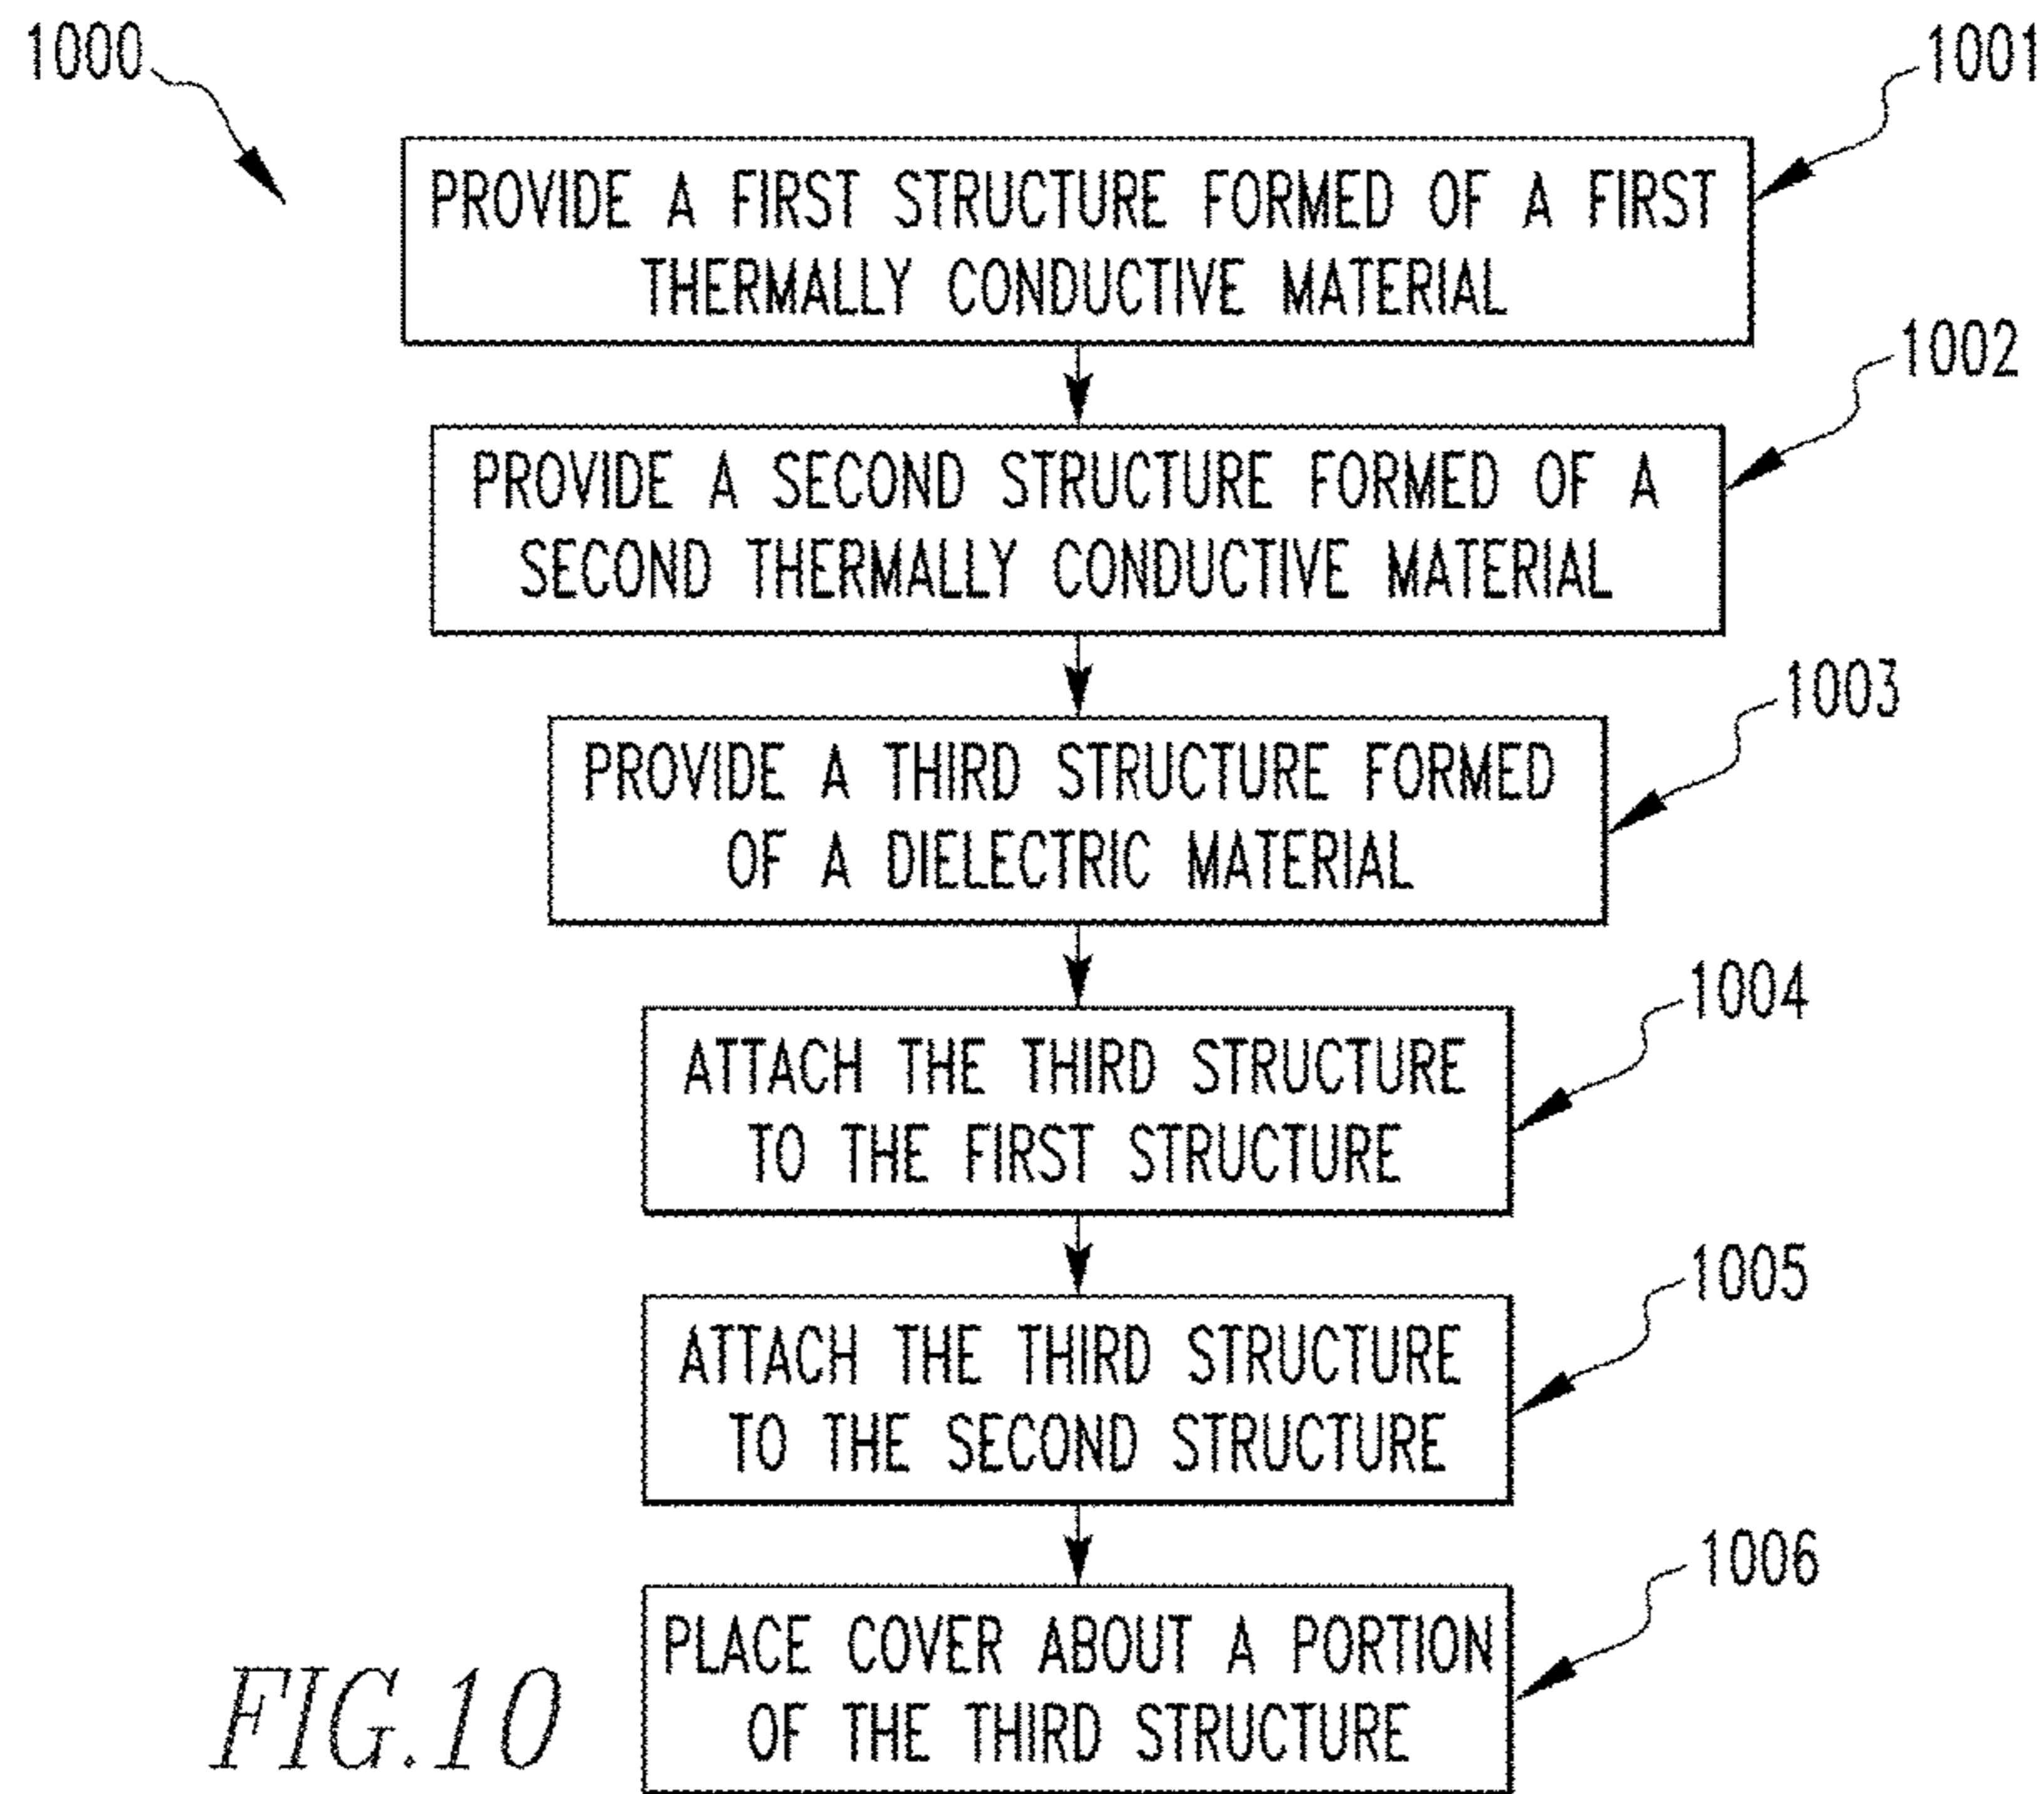 1000
1001
PROVIDE A FIRST STRUCTURE FORMED OF A FIRST
THERMALLY CONDUCTIVE MATERIAL
1002
PROVIDE A SECOND STRUCTURE FORMED OF A
SECOND THERMALLY CONDUCTIVE MATERIAL
1003
PROVIDE A THIRD STRUCTURE FORMED
OF A DIELECTRIC MATERIAL
1004
ATTACH THE THIRD STRUCTURE
TO THE FIRST STRUCTURE
1005
ATTACH THE THIRD STRUCTURE
TO THE SECOND STRUCTURE
1006
PLACE COVER ABOUT A PORTION
OF THE THIRD STRUCTURE
FIG.10